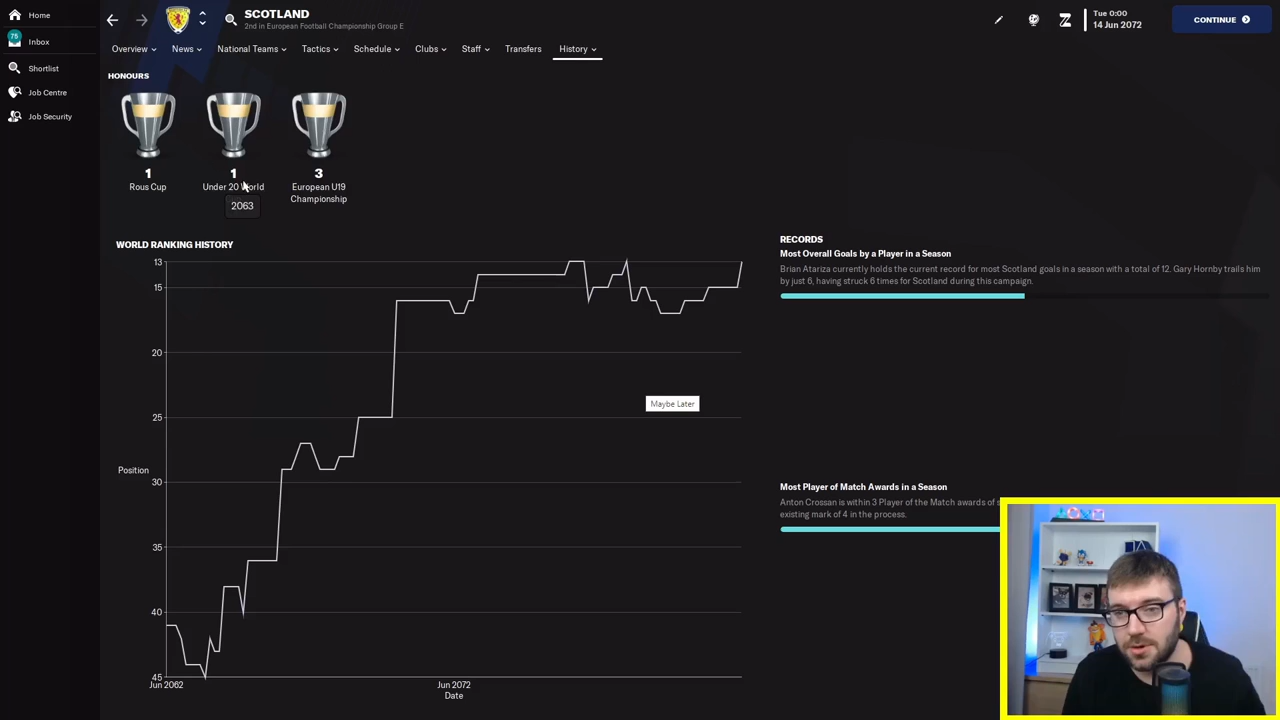 Home
75
Inbox
Shortlist
Job Centre
Job Security
SCOTLAND
2nd in European Football Championship Group E
Tue 0:00
14 Jun 2072
CONTINUE
Overview
News
National Teams
Tactics
Schedule
Clubs
Staff
Transfers
History
HONOURS
1
Rous Cup
1
Under 20 World
2063
3
European U19
Championship
WORLD RANKING HISTORY
13
15
20
25
30
35
40
45
Position
Jun 2062
Jun 2072
Date
Maybe Later
RECORDS
Most Overall Goals by a Player in a Season
Brian Atariza currently holds the current record for most Scotland goals in a season with a total of 12. Gary Hornby trails him
by just 6, having struck 6 times for Scotland during this campaign.
Most Player of Match Awards in a Season
Anton Crossan is within 3 Player of the Match awards of
existing mark of 4 in the process.